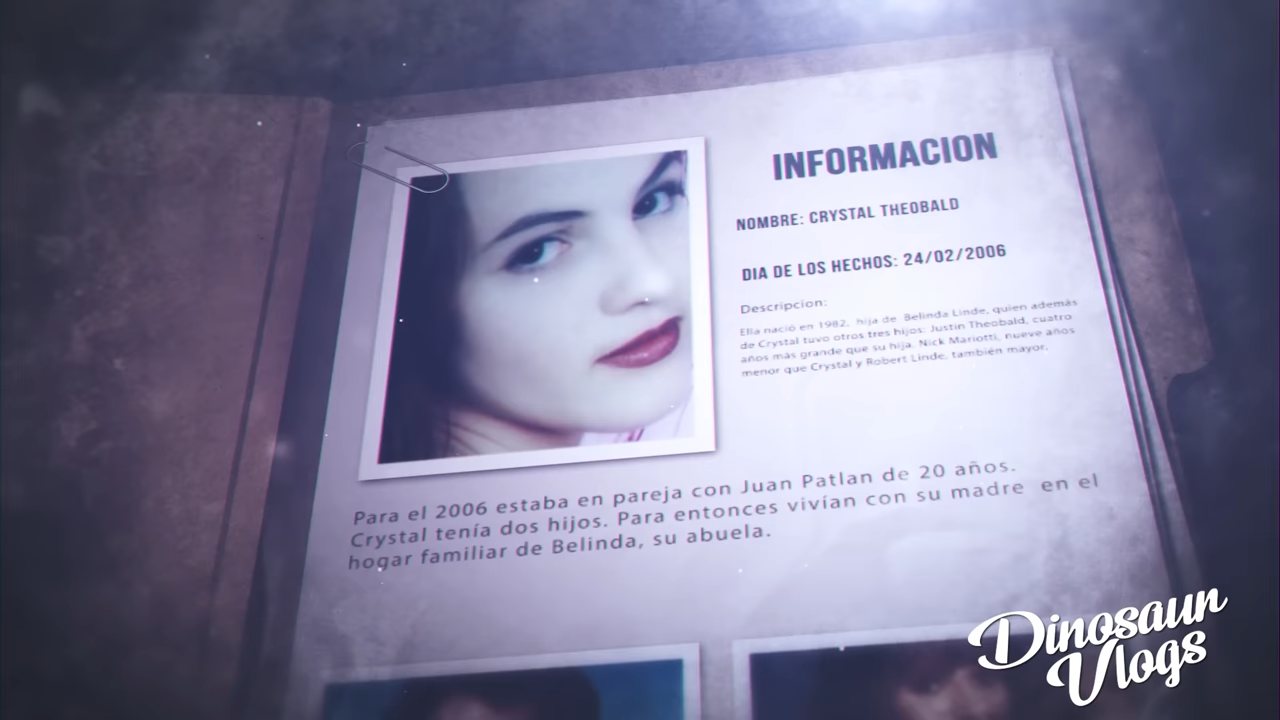 INFORMACION
NOMBRE: CRYSTAL THEOBALD
DIA DE LOS HECHOS: 24/02/2006
Descripcion:
Ella nació en 1982, hija de Belinda Linde, quien además
de Crystal tuvo otros tres hijos: Justin Theobald, cuatro
años más grande que su hija. Nick Mariotti, nueve años
menor que Crystal y Robert Linde, también mayor.
Para el 2006 estaba en pareja con Juan Patlan de 20 años.
Crystal tenía dos hijos. Para entonces vivían con su madre en el
hogar familiar de Belinda, su abuela.
Dinosaun
Vlogs